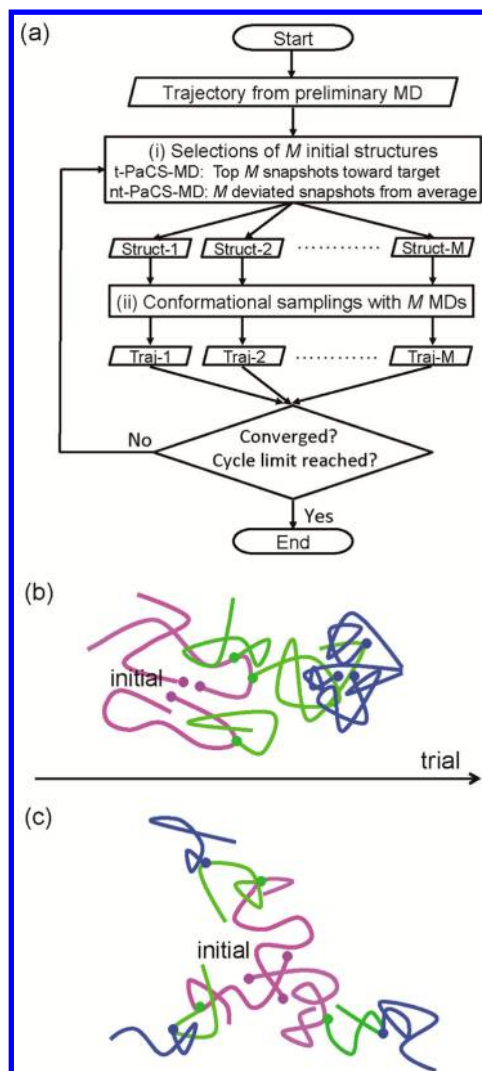 (a)
Start
Trajectory from preliminary MD
(i) Selections of M initial structures
t-PaCS-MD: Top M snapshots toward target
nt-PaCS-MD: M deviated snapshots from average
Struct-1 Struct-2 ············ Struct-M
(ii) Conformational samplings with M MDs
Traj-1 Traj-2 ············ Traj-M
Converged?
No
Cycle limit reached?
Yes
End
(b)
initial
trial
(c)
initial